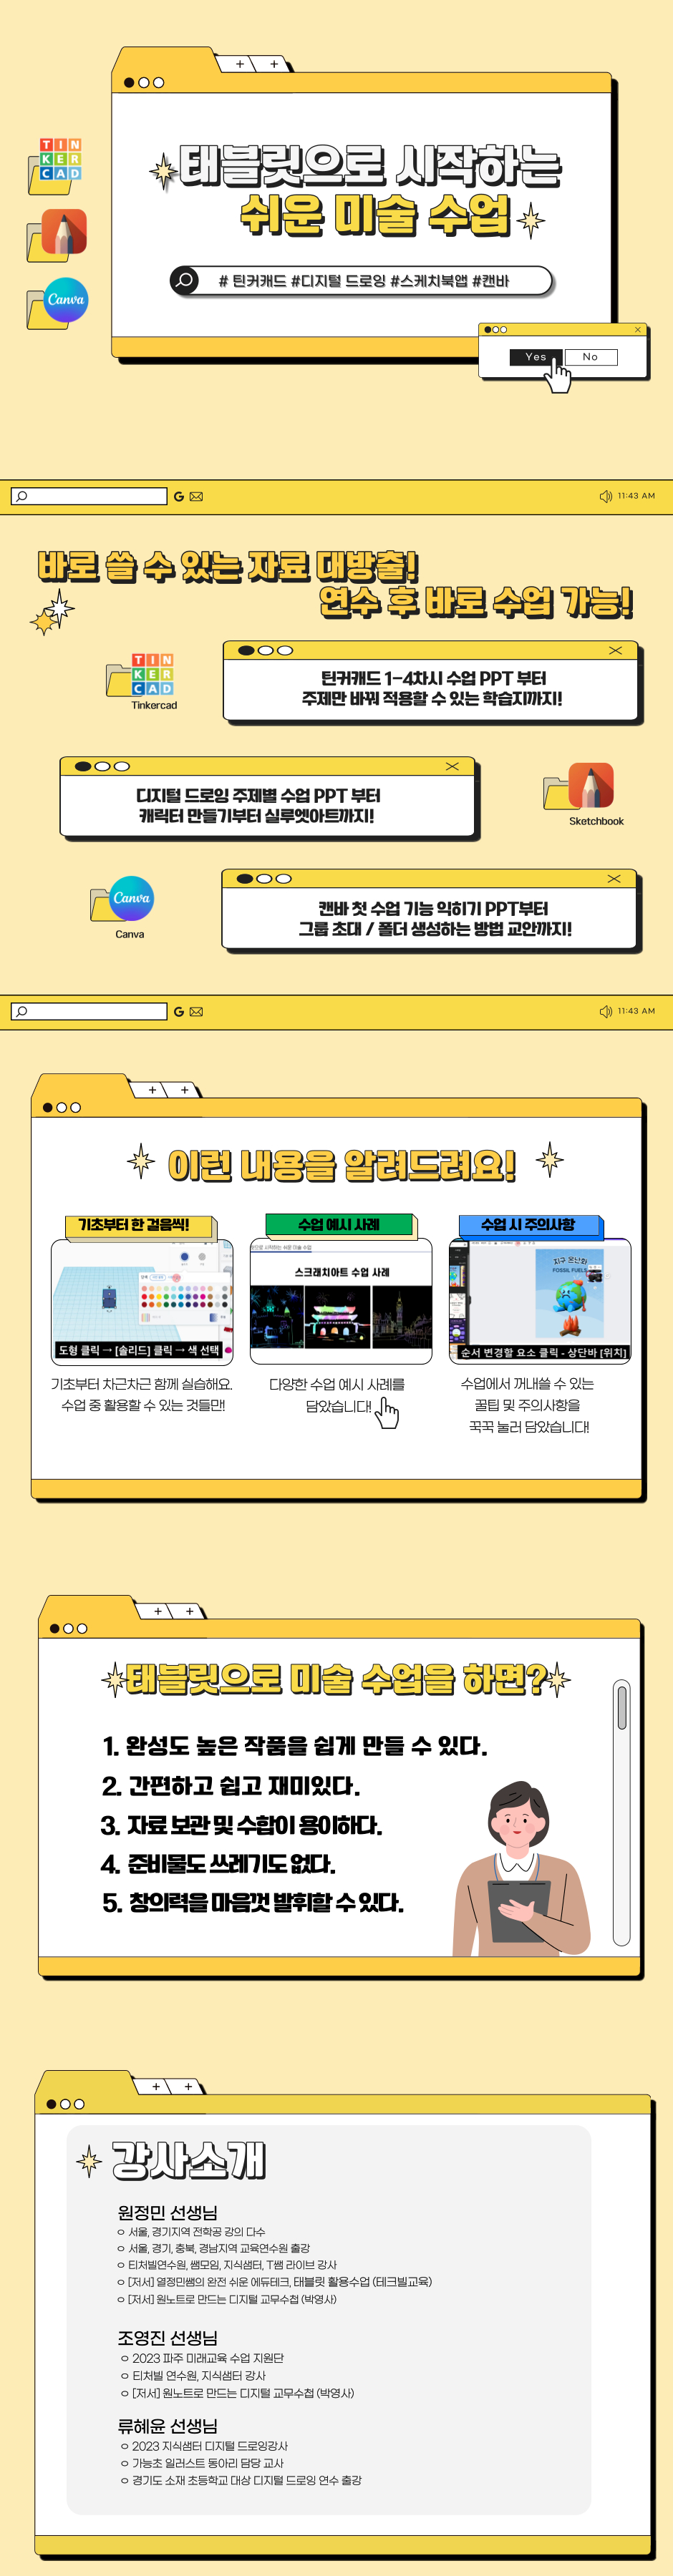 TIN
KER
CAD
Canva
태블릿으로 시작하는
쉬운 미술 수업
# 틴커캐드 #디지털 드로잉 #스케치북앱 #캔바
Yes No
G 11:43 AM
바로 쓸 수 있는 자료 대방출!
연수 후 바로 수업 가능!
TIN
KER
CAD
Tinkercad
틴커캐드 1-4차시 수업 PPT 부터
주제만 바꿔 적용할 수 있는 학습지까지!
디지털 드로잉 주제별 수업 PPT 부터
캐릭터 만들기부터 실루엣아트까지!
Sketchbook
Canva
Canva
캔바 첫 수업 기능 익히기 PPT부터
그룹 초대 / 폴더 생성하는 방법 교안까지!
G 11:43 AM
이런 내용을 알려드려요!
기초부터 한 걸음씩! 수업 예시 사례 수업 시 주의사항
스크래치아트 수업 사례
지구 온난화
FOSSIL FUELS
도형 클릭 → [솔리드] 클릭 → 색 선택
순서 변경할 요소 클릭 - 상단바 [위치]
기초부터 차근차근 함께 실습해요.
수업 중 활용할 수 있는 것들만!
다양한 수업 예시 사례를
담았습니다!
수업에서 꺼내쓸 수 있는
꿀팁 및 주의사항을
꾹꾹 눌러 담았습니다!
태블릿으로 미술 수업을 하면?
1. 완성도 높은 작품을 쉽게 만들 수 있다.
2. 간편하고 쉽고 재미있다.
3. 자료 보관 및 수합이 용이하다.
4. 준비물도 쓰레기도 없다.
5. 창의력을 마음껏 발휘할 수 있다.
강사소개
원정민 선생님
서울, 경기지역 전학공 강의 다수
서울, 경기, 충북, 경남지역 교육연수원 출강
티처빌연수원, 쌤모임, 지식샘터, T쌤 라이브 강사
[저서] 열정민쌤의 완전 쉬운 에듀테크, 태블릿 활용수업 (테크빌교육)
[저서] 원노트로 만드는 디지털 교무수첩 (박영사)
조영진 선생님
2023 파주 미래교육 수업 지원단
티처빌 연수원, 지식샘터 강사
[저서] 원노트로 만드는 디지털 교무수첩 (박영사)
류혜윤 선생님
2023 지식샘터 디지털 드로잉강사
가능초 일러스트 동아리 담당 교사
경기도 소재 초등학교 대상 디지털 드로잉 연수 출강